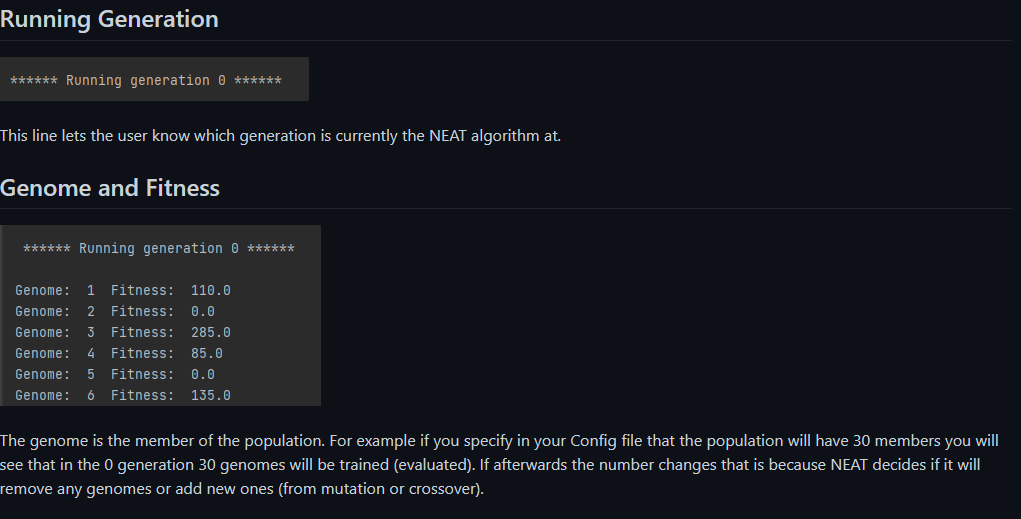 Running Generation
****** Running generation 0 ******
This line lets the user know which generation is currently the NEAT algorithm at.
Genome and Fitness
****** Running generation 0 ******
Genome: 1 Fitness: 110.0
Genome: 2 Fitness: 0.0
Genome: 3 Fitness: 285.0
Genome: 4 Fitness: 85.0
Genome: 5 Fitness: 0.0
Genome: 6 Fitness: 135.0
The genome is the member of the population. For example if you specify in your Config file that the population will have 30 members you will
see that in the 0 generation 30 genomes will be trained (evaluated). If afterwards the number changes that is because NEAT decides if it will
remove any genomes or add new ones (from mutation or crossover).